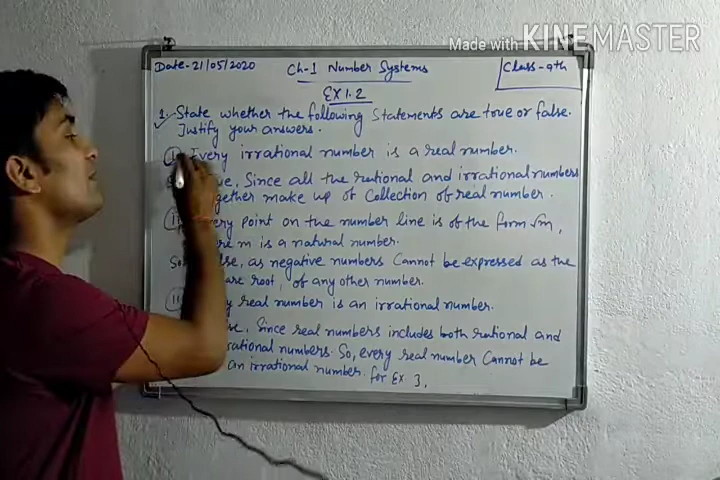 Made with KINEMASTER
Date-21/05/2020
Ch-1 Number Systems
Class-9th
EX 1.2
1. State whether the following Statements are true or false.
Justify your answers.
Every irrational number is a real number.
Since all the rational and irrational numbers
make up of Collection of real number.
point on the number line is of the form √m,
m is a natural number.
as negative numbers Cannot be expressed as the
root, of any other number.
real number is an irrational number.
Since real numbers includes both rational and
numbers. So, every real number Cannot be
an irrational number. for Ex 3.